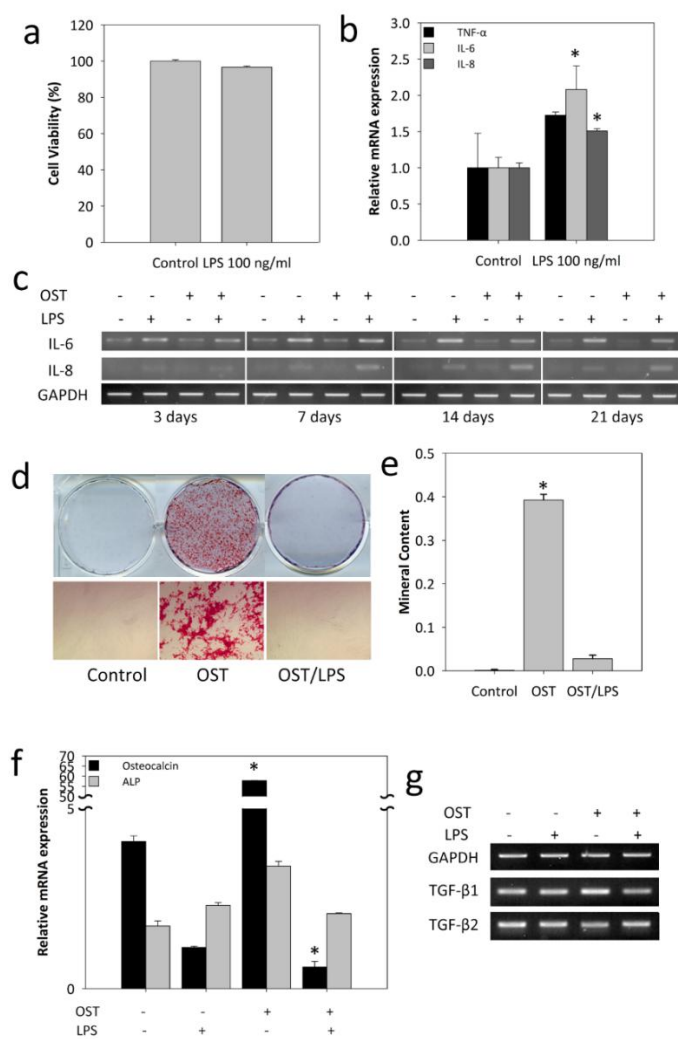 a
120
100
80
60
40
20
0
Cell Viability (%)
Control LPS 100 ng/ml
b
3.0
2.5
2.0
1.5
1.0
0.5
0.0
Relative mRNA expression
TNF-α
IL-6
IL-8
*
*
Control LPS 100 ng/ml
c
OST - - + + - - + + - - + + - - + +
LPS - + - + - + - + - + - + - + - +
IL-6
IL-8
GAPDH
3 days 7 days 14 days 21 days
d
Control OST OST/LPS
e
0.5
0.4
0.3
0.2
0.1
0.0
Mineral Content
*
Control OST OST/LPS
f
70
65
60
55
50
5
0
Relative mRNA expression
Osteocalcin
ALP
*
*
OST - - + +
LPS - + - +
g
OST - - + +
LPS - + - +
GAPDH
TGF-β1
TGF-β2